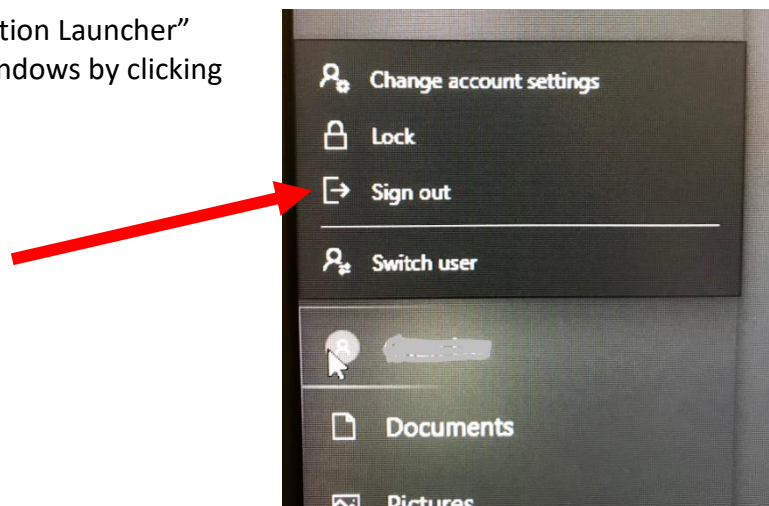 tion Launcher”
ndows by clicking
Change account settings
Lock
Sign out
Switch user
Documents
Pictures